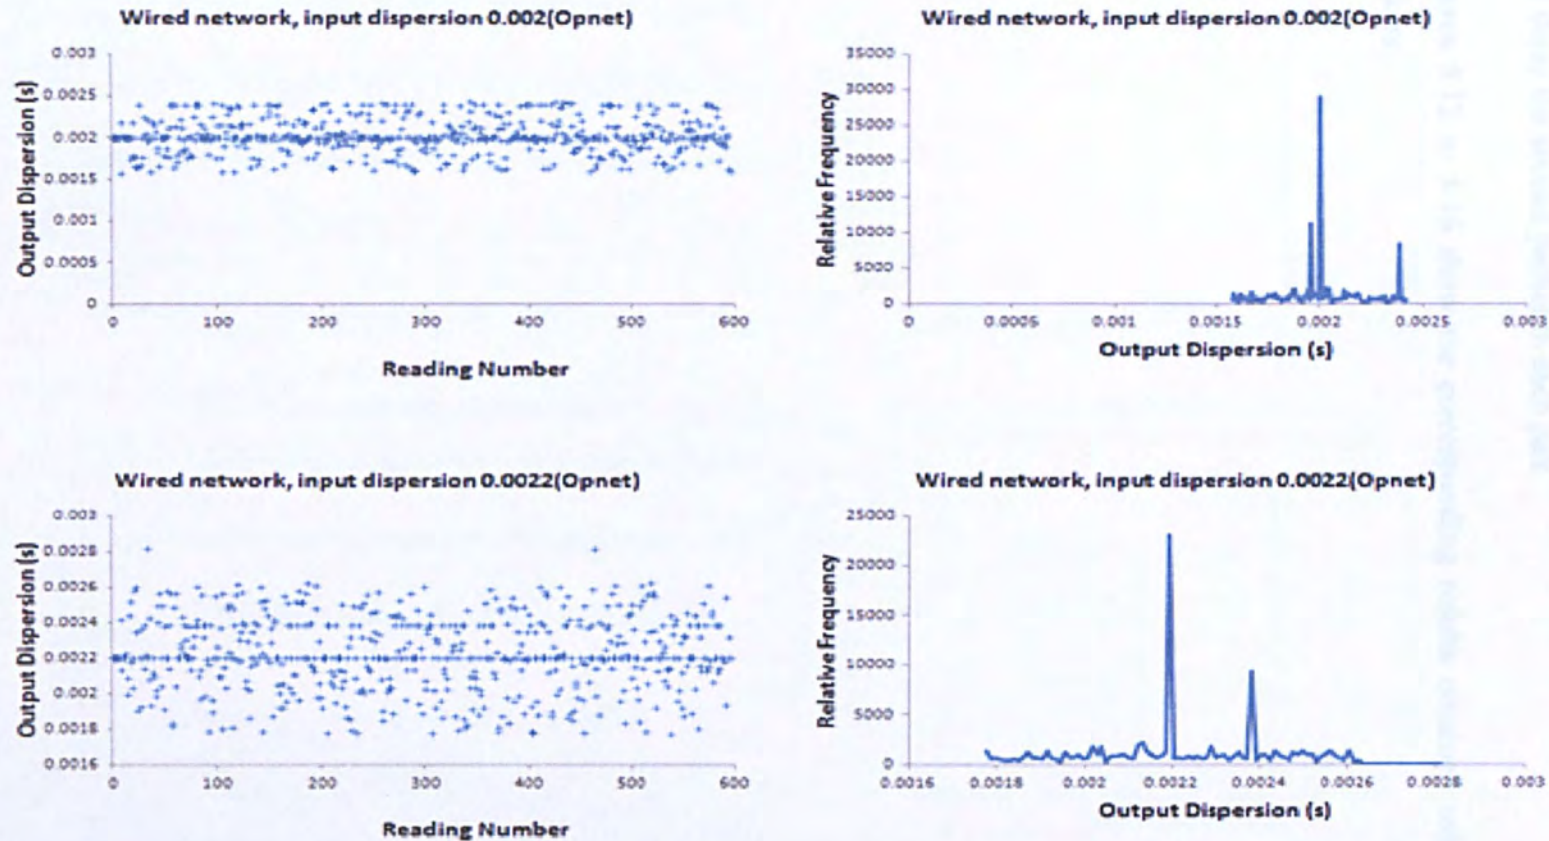 Wired network, input dispersion 0.002(Opnet)
0.003
0.0025
0.002
0.0015
0.001
0.0005
0
Output Dispersion (s)
0 100 200 300 400 500 600
Reading Number
Wired network, input dispersion 0.002(Opnet)
35000
30000
25000
20000
15000
10000
5000
0
Relative Frequency
0 0.0005 0.001 0.0015 0.002 0.0025 0.003
Output Dispersion (s)
Wired network, input dispersion 0.0022(Opnet)
0.003
0.0028
0.0026
0.0024
0.0022
0.002
0.0018
0.0016
Output Dispersion (s)
0 100 200 300 400 500 600
Reading Number
Wired network, input dispersion 0.0022(Opnet)
25000
20000
15000
10000
5000
0
Relative Frequency
0.0016 0.0018 0.002 0.0022 0.0024 0.0026 0.0028 0.003
Output Dispersion (s)